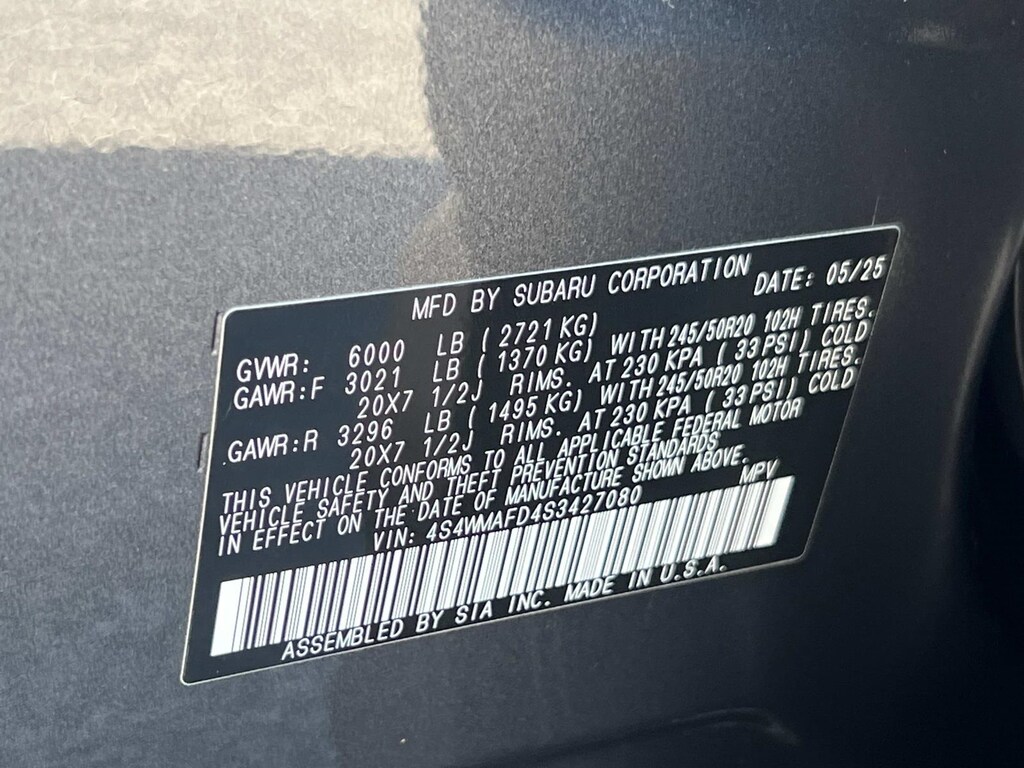 MFD BY SUBARU CORPORATION DATE: 05/25
GVWR: 6000 LB ( 2721 KG)
GAWR:F 3021 LB ( 1370 KG) WITH 245/50R20 102H TIRES.
20X7 1/2J RIMS. AT 230 KPA ( 33 PSI) COLD
GAWR:R 3296 LB ( 1495 KG) WITH 245/50R20 102H TIRES.
20X7 1/2J RIMS. AT 230 KPA ( 33 PSI) COLD
THIS VEHICLE CONFORMS TO ALL APPLICABLE FEDERAL MOTOR
VEHICLE SAFETY AND THEFT PREVENTION STANDARDS
IN EFFECT ON THE DATE OF MANUFACTURE SHOWN ABOVE.
VIN: 4S4WMAFD4S3427080 MPV
ASSEMBLED BY SIA INC. MADE IN U.S.A.